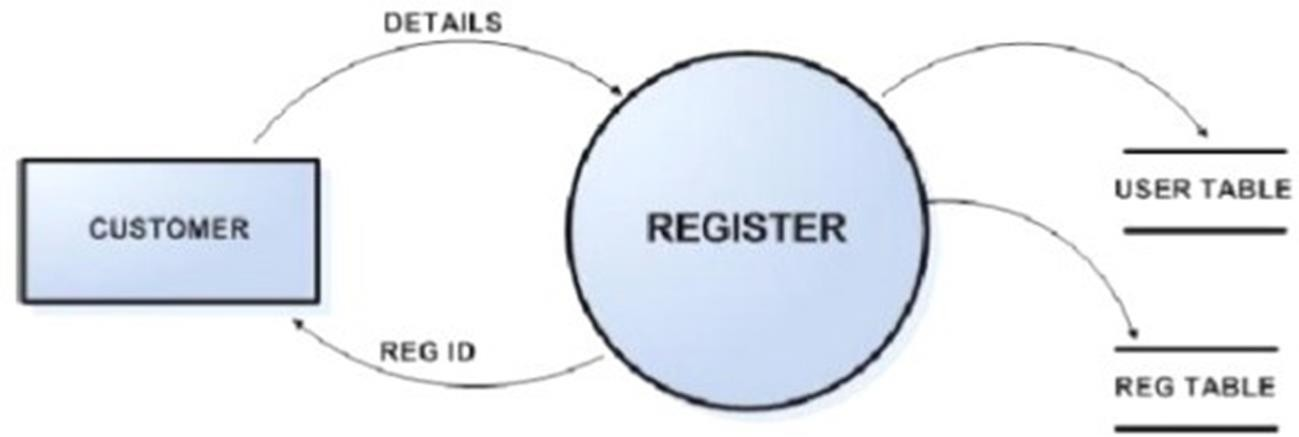 DETAILS
CUSTOMER
REGISTER
USER TABLE
REG ID
REG TABLE